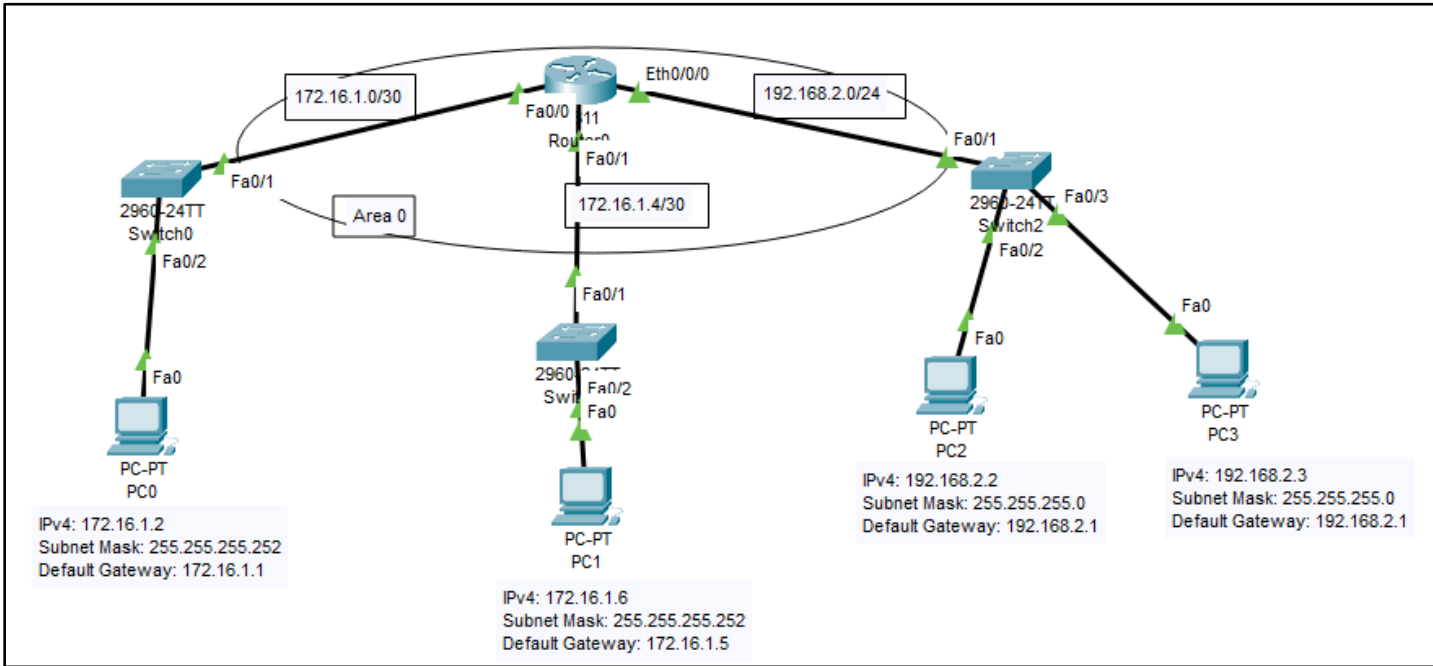 172.16.1.0/30
Eth0/0/0
192.168.2.0/24
Fa0/0
Router0
Fa0/1
Fa0/1
Fa0/1
2960-24TT
Switch0
Area 0
172.16.1.4/30
2960-24TT
Switch2
Fa0/3
Fa0/2
Fa0/2
Fa0/1
Fa0
Fa0
Fa0
2960-24TT
Fa0/2
Fa0
PC-PT
PC0
PC-PT
PC1
PC-PT
PC2
PC-PT
PC3
IPv4: 172.16.1.2
Subnet Mask: 255.255.255.252
Default Gateway: 172.16.1.1
IPv4: 172.16.1.6
Subnet Mask: 255.255.255.252
Default Gateway: 172.16.1.5
IPv4: 192.168.2.2
Subnet Mask: 255.255.255.0
Default Gateway: 192.168.2.1
IPv4: 192.168.2.3
Subnet Mask: 255.255.255.0
Default Gateway: 192.168.2.1